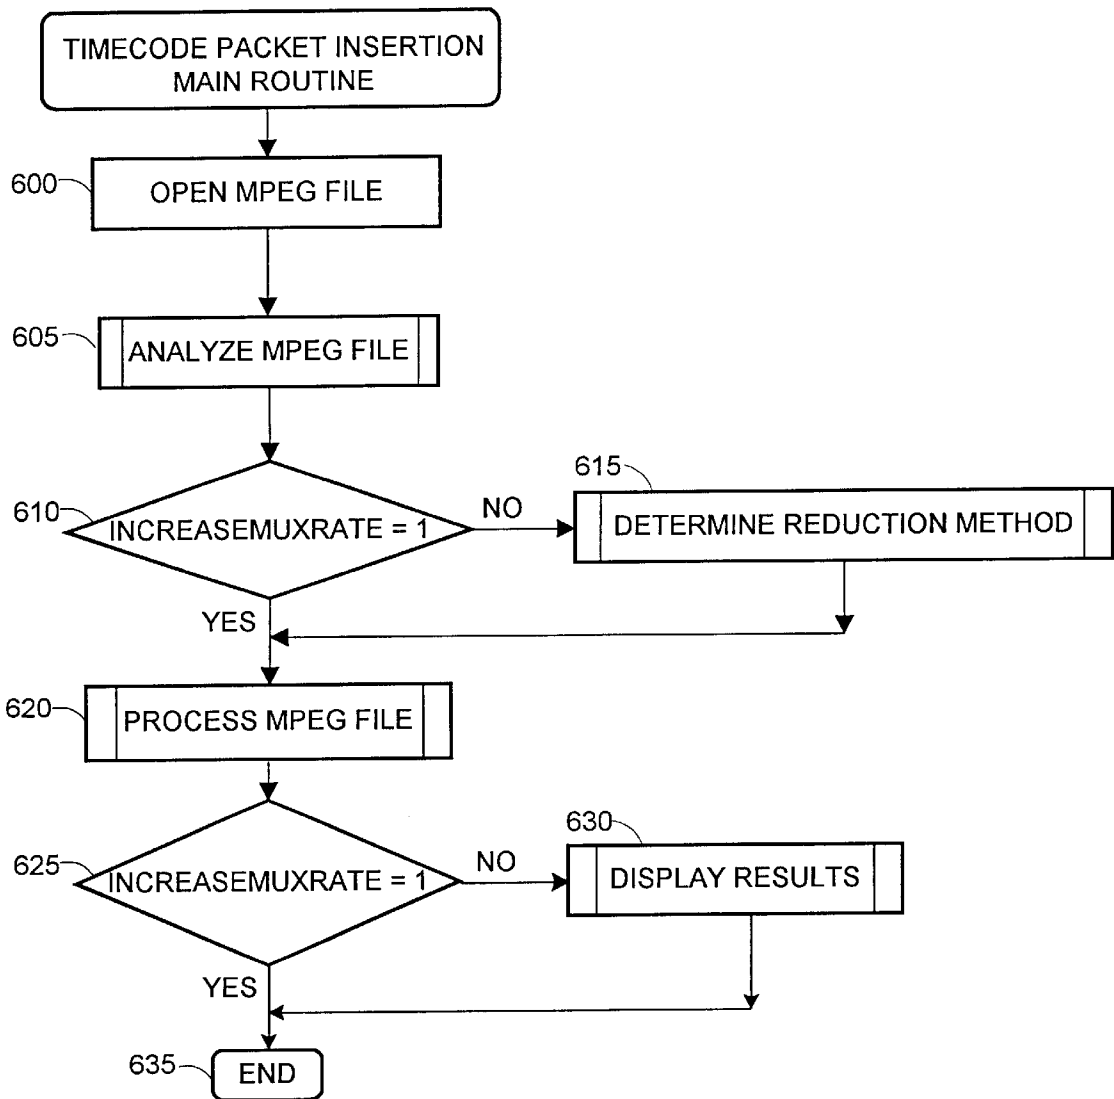 TIMECODE PACKET INSERTION
MAIN ROUTINE
600
OPEN MPEG FILE
605
ANALYZE MPEG FILE
610
INCREASEMUXRATE = 1
NO
615
DETERMINE REDUCTION METHOD
YES
620
PROCESS MPEG FILE
625
INCREASEMUXRATE = 1
NO
630
DISPLAY RESULTS
YES
635
END